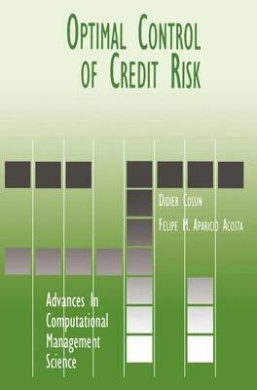 OPTIMAL CONTROL
OF CREDIT RISK
DIDIER COSSIN
FELIPE M. APARICIO ACOSTA
Advances In
Computational
Management
Science